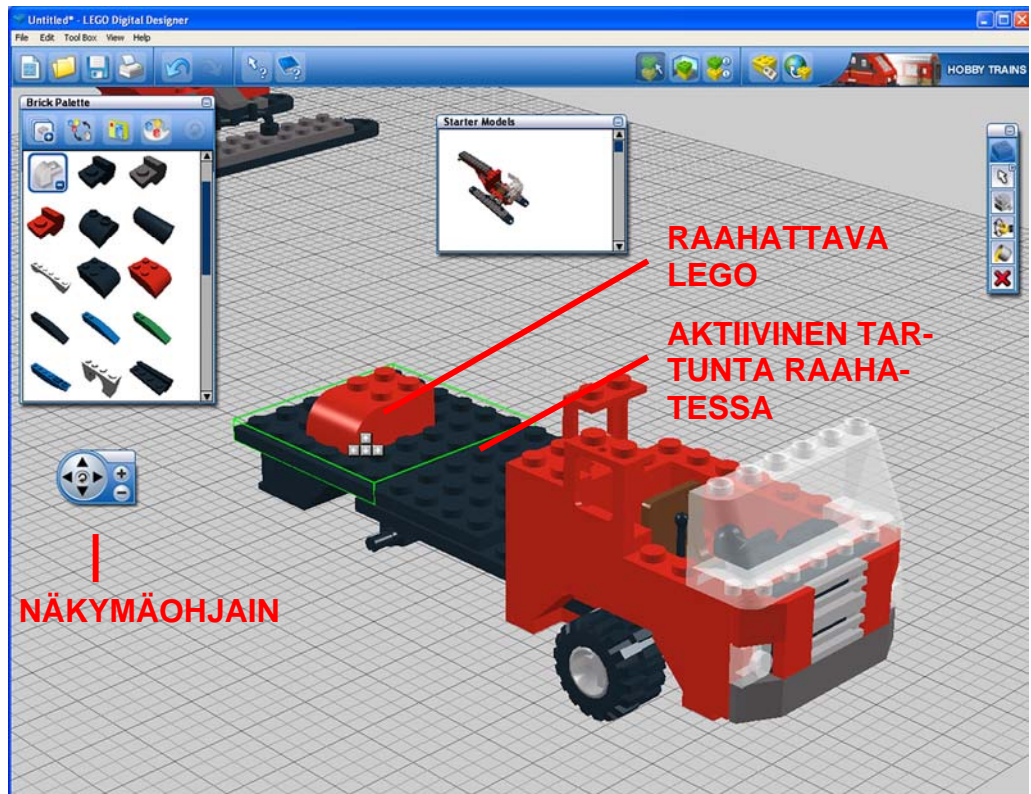 Untitled* - LEGO Digital Designer
File Edit Tool Box View Help
HOBBY TRAINS
Brick Palette
Starter Models
RAAHATTAVA
LEGO
AKTIIVINEN TAR-
TUNTA RAAHA-
TESSA
NÄKYMÄOHJAIN